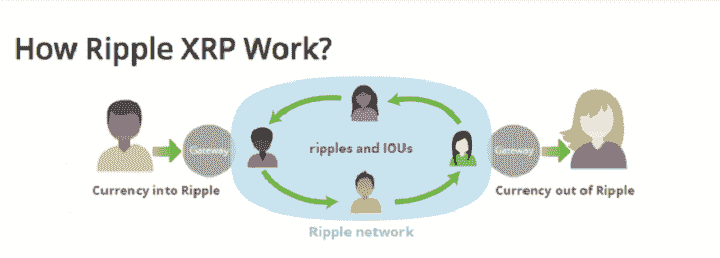 How Ripple XRP Work?
Gateway
ripples and IOUs
Gateway
Currency into Ripple
Currency out of Ripple
Ripple network